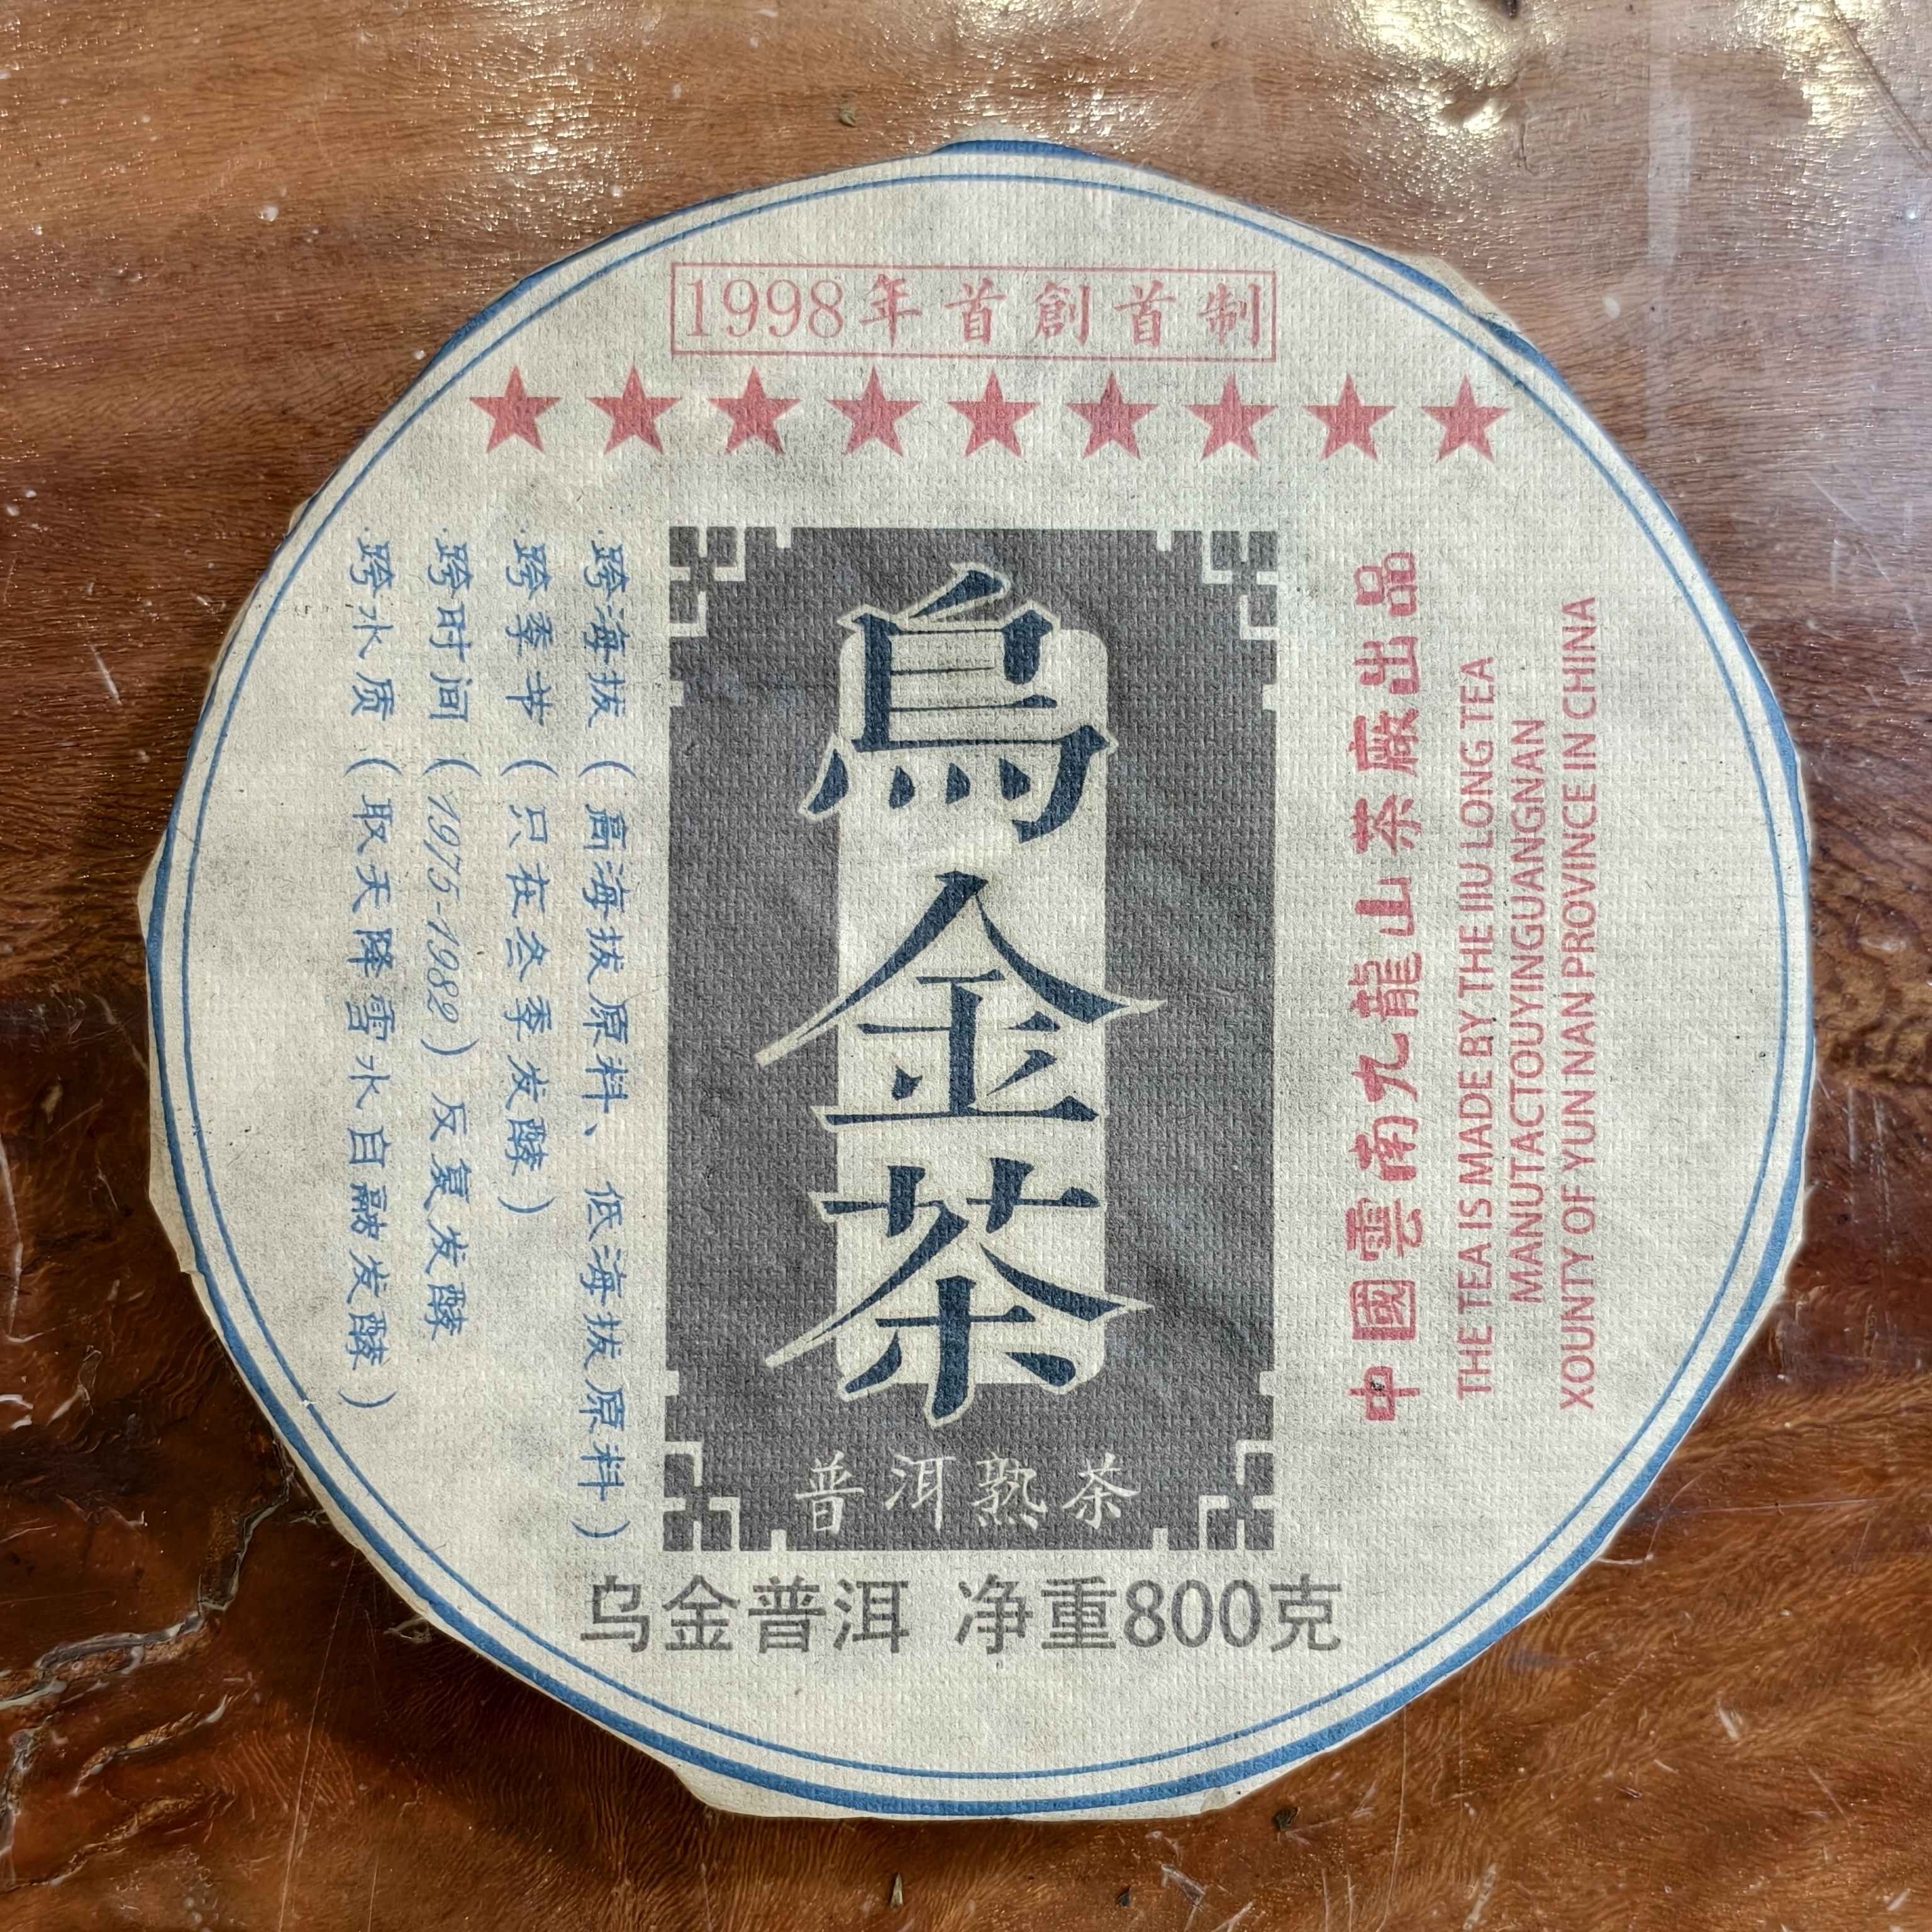 1998年首創首制
烏金茶
普洱熟茶
乌金普洱 净重800克
·跨海拔（高海拔原料、低海拔原料）
·跨季节（只在叁季发酵）
·跨时间（1975-1982）反复发酵
·跨水质（取天降雪水自酾发酵）
中國雲南九龍山茶廠出品
THE TEA IS MADE BY THE IIU LONG TEA
MANUTACTOUYINGUANGNAN
XOUNTY OF YUN NAN PROVINCE IN CHINA